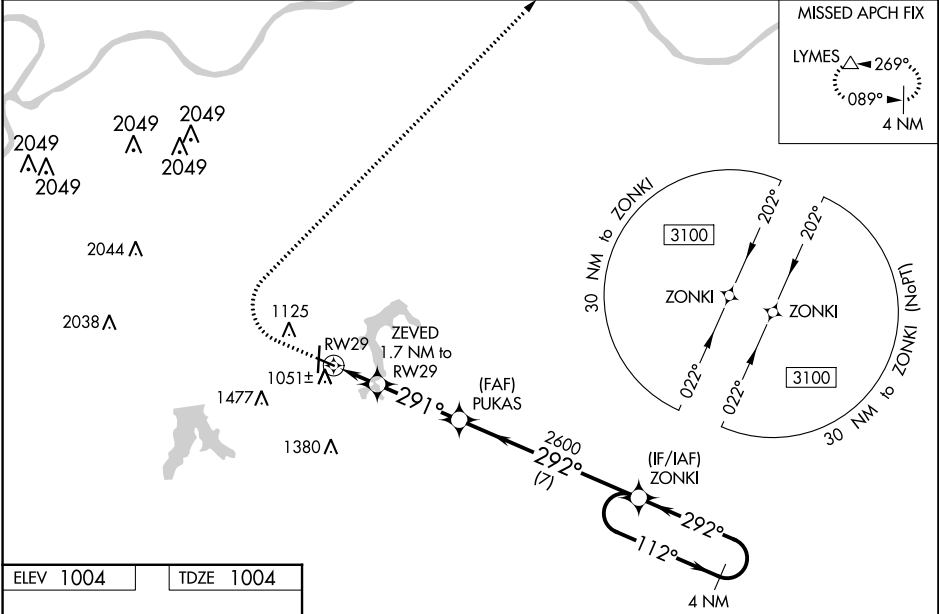 MISSED APCH FIX
LYMES
269°
089°
4 NM
2049
2049
2049
2049
2049
2044
2038
1125
RW29
1051±
1477
1380
ZEVED
1.7 NM to
RW29
291°
(FAF)
PUKAS
2600
292°
(7)
(IF/IAF)
ZONKI
292°
112°
4 NM
30 NM to ZONKI
3100
202°
ZONKI
022°
202°
ZONKI
022°
3100
30 NM to ZONKI (NoPT)
ELEV 1004
TDZE 1004